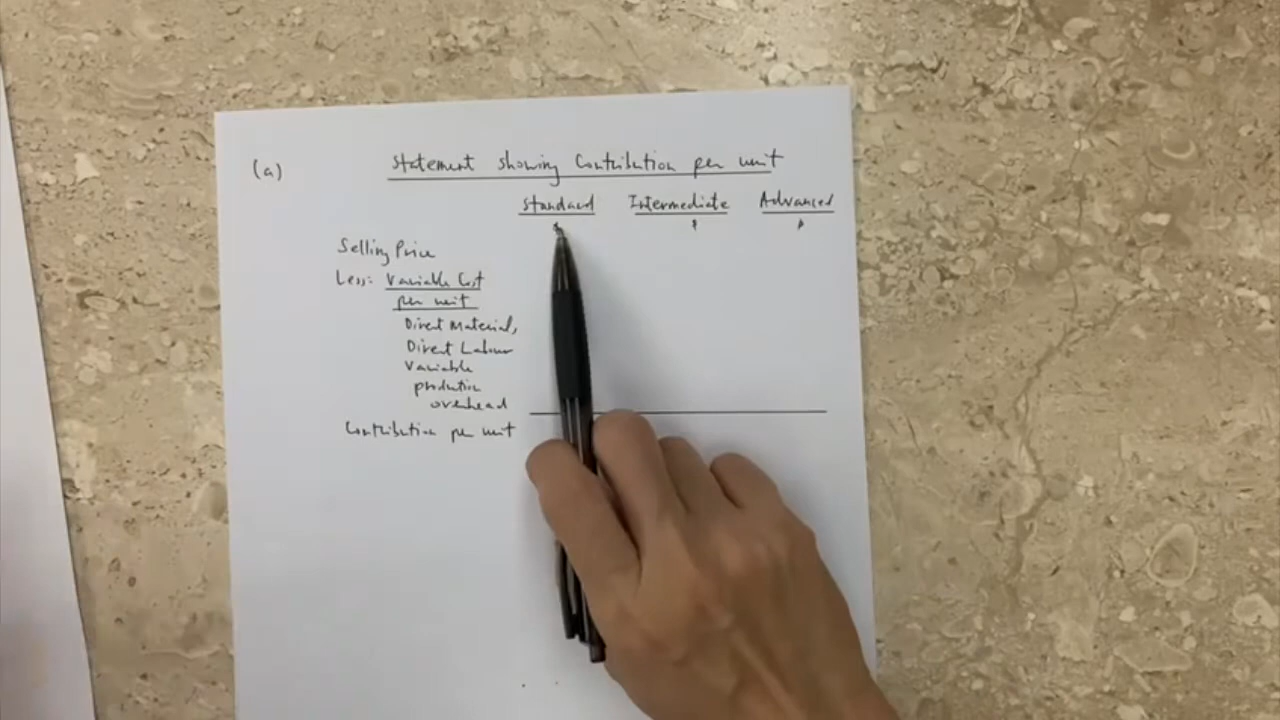 (a) Statement showing Contribution per unit
Standard Intermediate Advanced
$ $ $
Selling Price
Less: Variable Cost
per unit
Direct Material,
Direct Labour
Variable
production
overhead
Contribution per unit